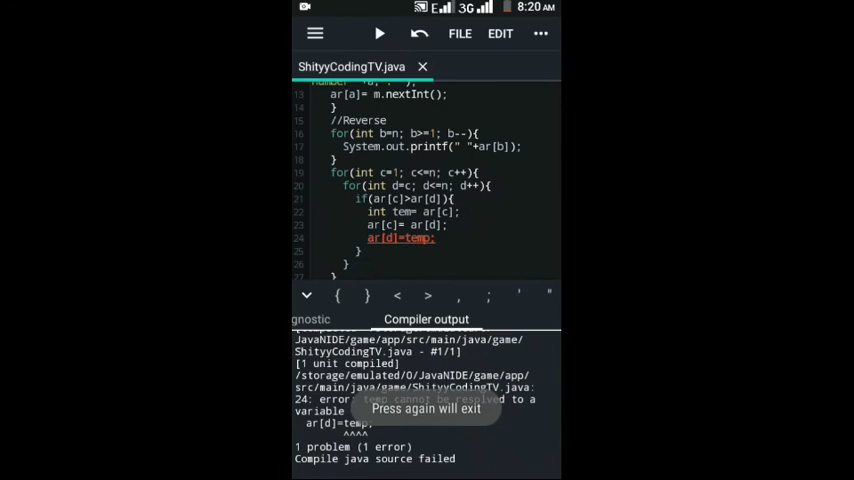 E 3G 8:20 AM
FILE EDIT
ShityyCodingTV.java
13 ar[a]= m.nextInt();
14 }
15 //Reverse
16 for(int b=n; b>=1; b--){
17 System.out.printf(" "+ar[b]);
18 }
19 for(int c=1; c<=n; c++){
20 for(int d=c; d<=n; d++){
21 if(ar[c]>ar[d]){
22 int tem= ar[c];
23 ar[c]= ar[d];
24 ar[d]=temp;
25 }
26 }
27 }
{ } < > , ; ' "
gnostic Compiler output
JavaNIDE/game/app/src/main/java/game/
ShityyCodingTV.java - #1/1]
[1 unit compiled]
/storage/emulated/0/JavaNIDE/game/app/
src/main/java/game/ShityyCodingTV.java:
24: error: temp cannot be resolved to a
variable
Press again will exit
ar[d]=temp;
^^^^
1 problem (1 error)
Compile java source failed